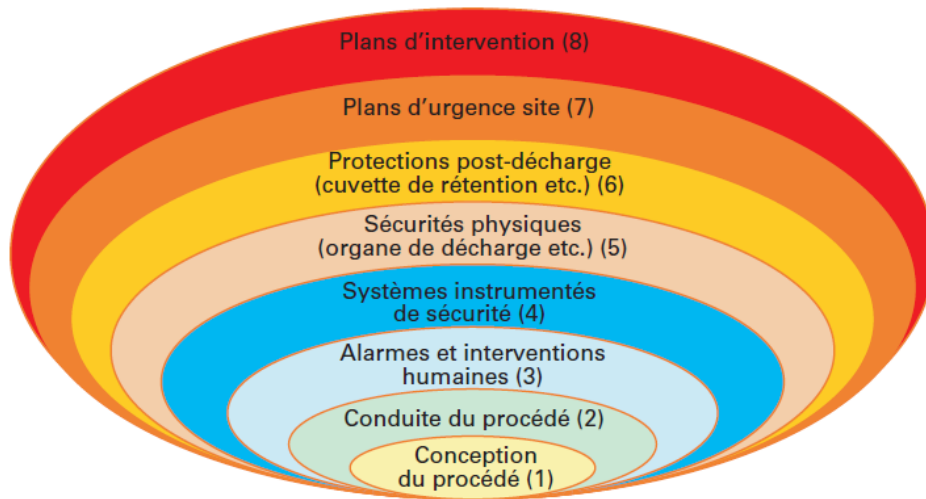 Plans d'intervention (8)
Plans d'urgence site (7)
Protections post-décharge
(cuvette de rétention etc.) (6)
Sécurités physiques
(organe de décharge etc.) (5)
Systèmes instrumentés
de sécurité (4)
Alarmes et interventions
humaines (3)
Conduite du procédé (2)
Conception
du procédé (1)